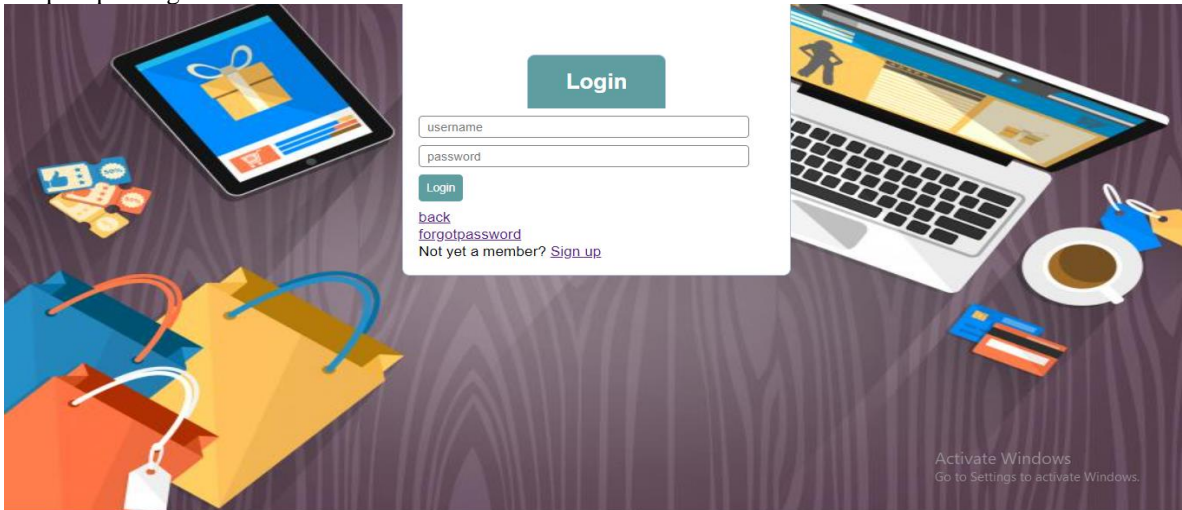 Login
username
password
Login
back
forgotpassword
Not yet a member? Sign up
Activate Windows
Go to Settings to activate Windows.